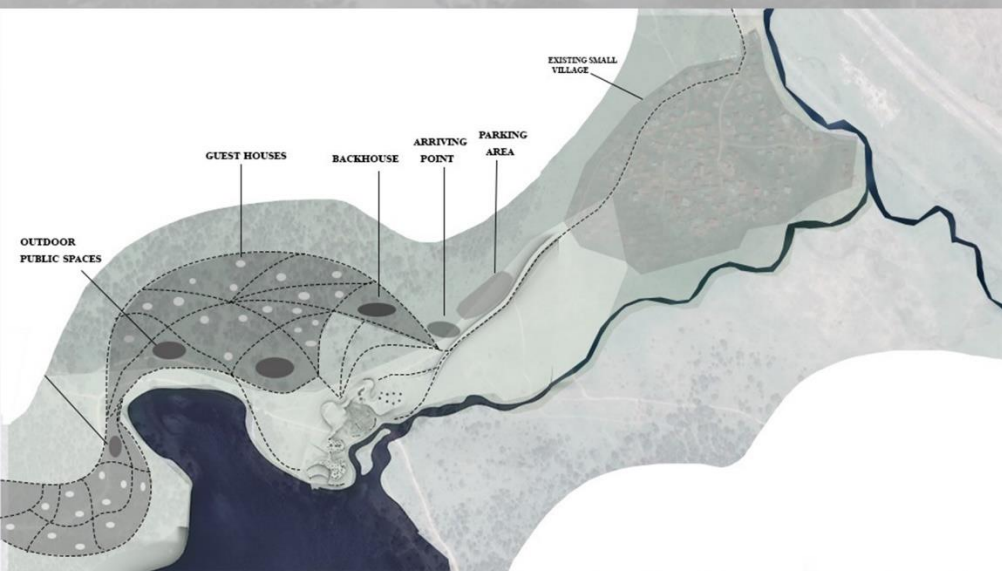 EXISTING SMALL
VILLAGE
PARKING
AREA
ARRIVING
POINT
BACKHOUSE
GUEST HOUSES
OUTDOOR
PUBLIC SPACES